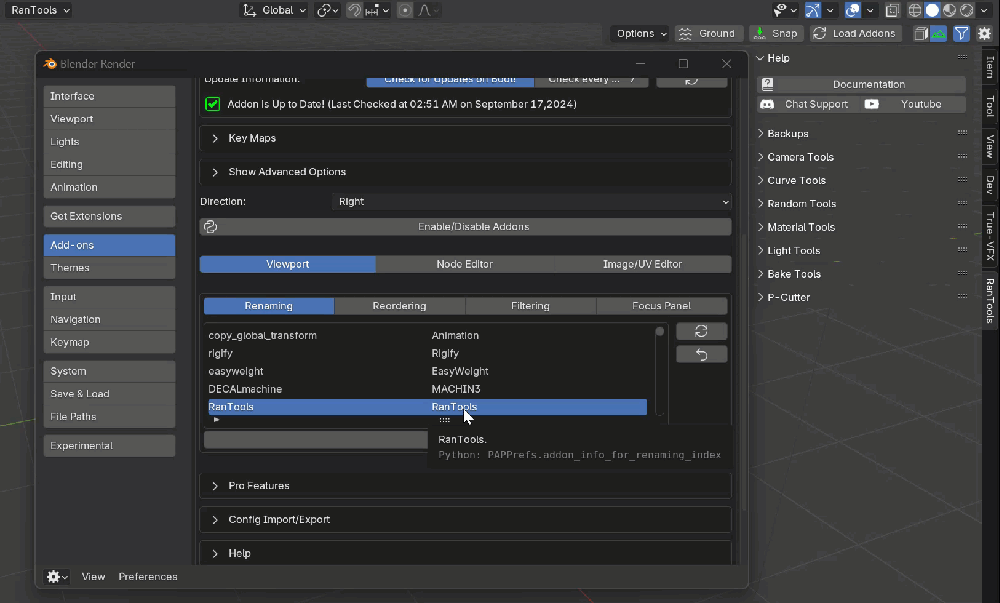 RanTools
Global
Options
Ground
Snap
Load Addons
Blender Render
Interface
Viewport
Lights
Editing
Animation
Get Extensions
Add-ons
Themes
Input
Navigation
Keymap
System
Save & Load
File Paths
Experimental
Update Information:
Check for Updates on Boot!
Check every ...
7
Addon is Up to Date! (Last Checked at 02:51 AM on September 17,2024)
Key Maps
Show Advanced Options
Direction:
Right
Enable/Disable Addons
Viewport
Node Editor
Image/UV Editor
Renaming
Reordering
Filtering
Focus Panel
copy_global_transform
Animation
rigify
Rigify
easyweight
EasyWeight
DECALmachine
MACHIN3
RanTools
RanTools
RanTools.
Python: PAPPrefs.addon_info_for_renaming_index
Pro Features
Config Import/Export
Help
View
Preferences
Help
Documentation
Chat Support
Youtube
Backups
Camera Tools
Curve Tools
Random Tools
Material Tools
Light Tools
Bake Tools
P-Cutter
Item
Tool
View
Dev
True-VFX
RanTools